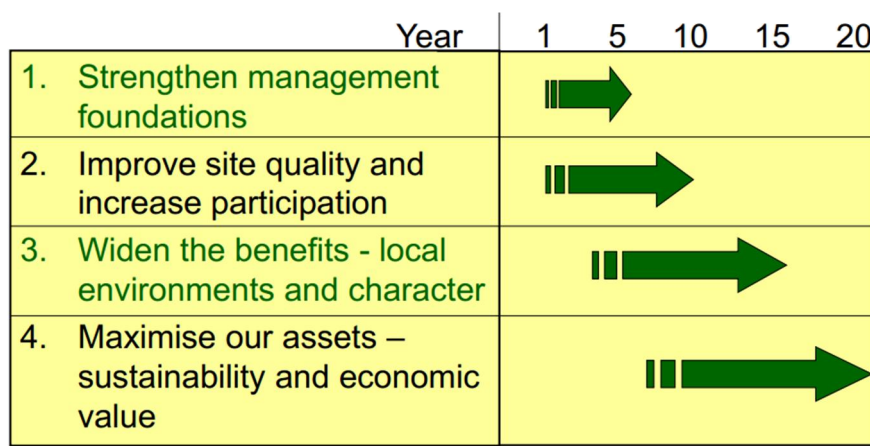 Year 1 5 10 15 20
1. Strengthen management
foundations
2. Improve site quality and
increase participation
3. Widen the benefits - local
environments and character
4. Maximise our assets –
sustainability and economic
value